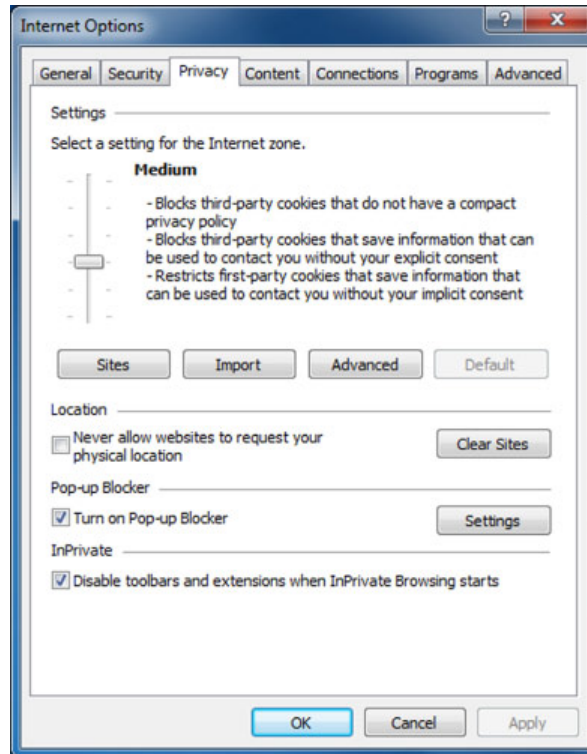 Internet Options
?
X
General Security Privacy Content Connections Programs Advanced
Settings
Select a setting for the Internet zone.
Medium
- Blocks third-party cookies that do not have a compact
privacy policy
- Blocks third-party cookies that save information that can
be used to contact you without your explicit consent
- Restricts first-party cookies that save information that
can be used to contact you without your implicit consent
Sites Import Advanced Default
Location
Never allow websites to request your
physical location
Clear Sites
Pop-up Blocker
Turn on Pop-up Blocker
Settings
InPrivate
Disable toolbars and extensions when InPrivate Browsing starts
OK Cancel Apply